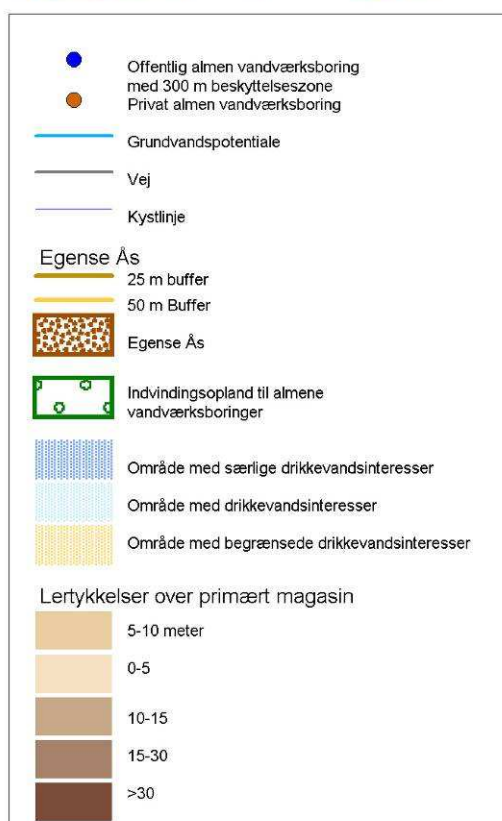 Offentlig almen vandværksboring
med 300 m beskyttelseszone
Privat almen vandværksboring
Grundvandspotentiale
Vej
Kystlinje
Egense Ås
25 m buffer
50 m Buffer
Egense Ås
Indvindingsopland til almene
vandværksboringer
Område med særlige drikkevandsinteresser
Område med drikkevandsinteresser
Område med begrænsede drikkevandsinteresser
Lertykkelser over primært magasin
5-10 meter
0-5
10-15
15-30
>30